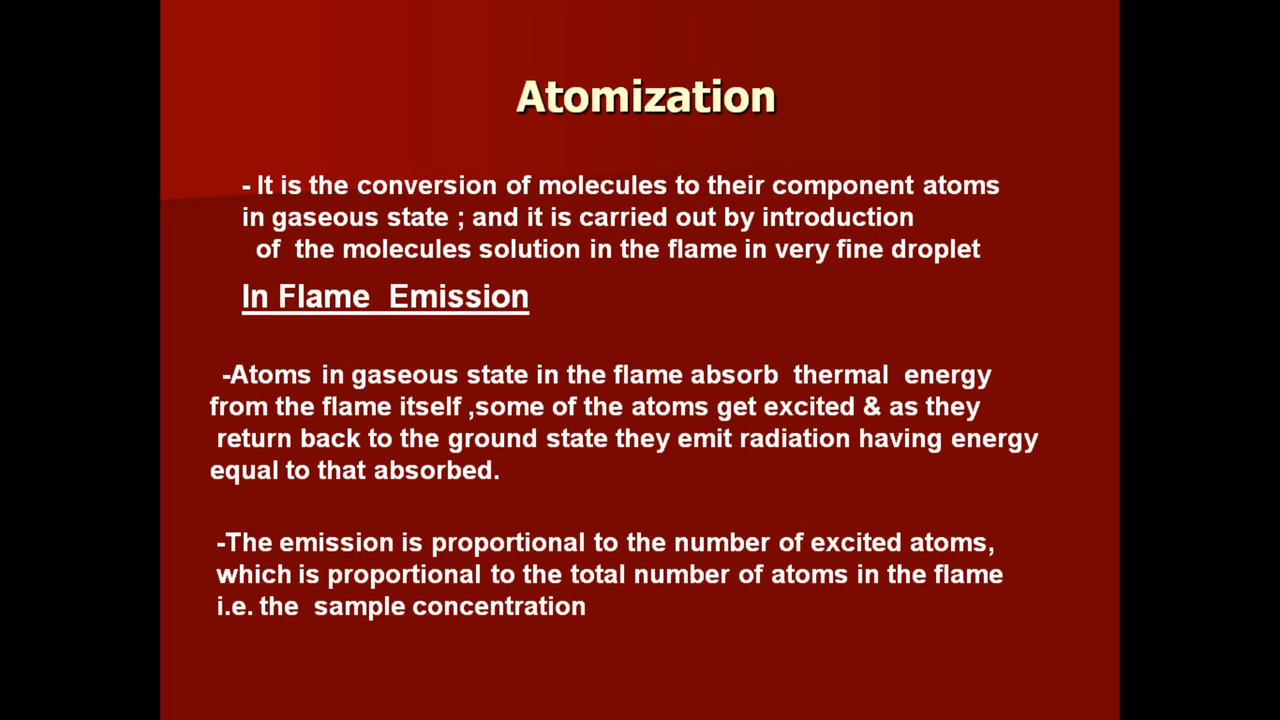 Atomization
- It is the conversion of molecules to their component atoms
in gaseous state ; and it is carried out by introduction
of the molecules solution in the flame in very fine droplet
In Flame Emission
-Atoms in gaseous state in the flame absorb thermal energy
from the flame itself ,some of the atoms get excited & as they
return back to the ground state they emit radiation having energy
equal to that absorbed.
-The emission is proportional to the number of excited atoms,
which is proportional to the total number of atoms in the flame
i.e. the sample concentration